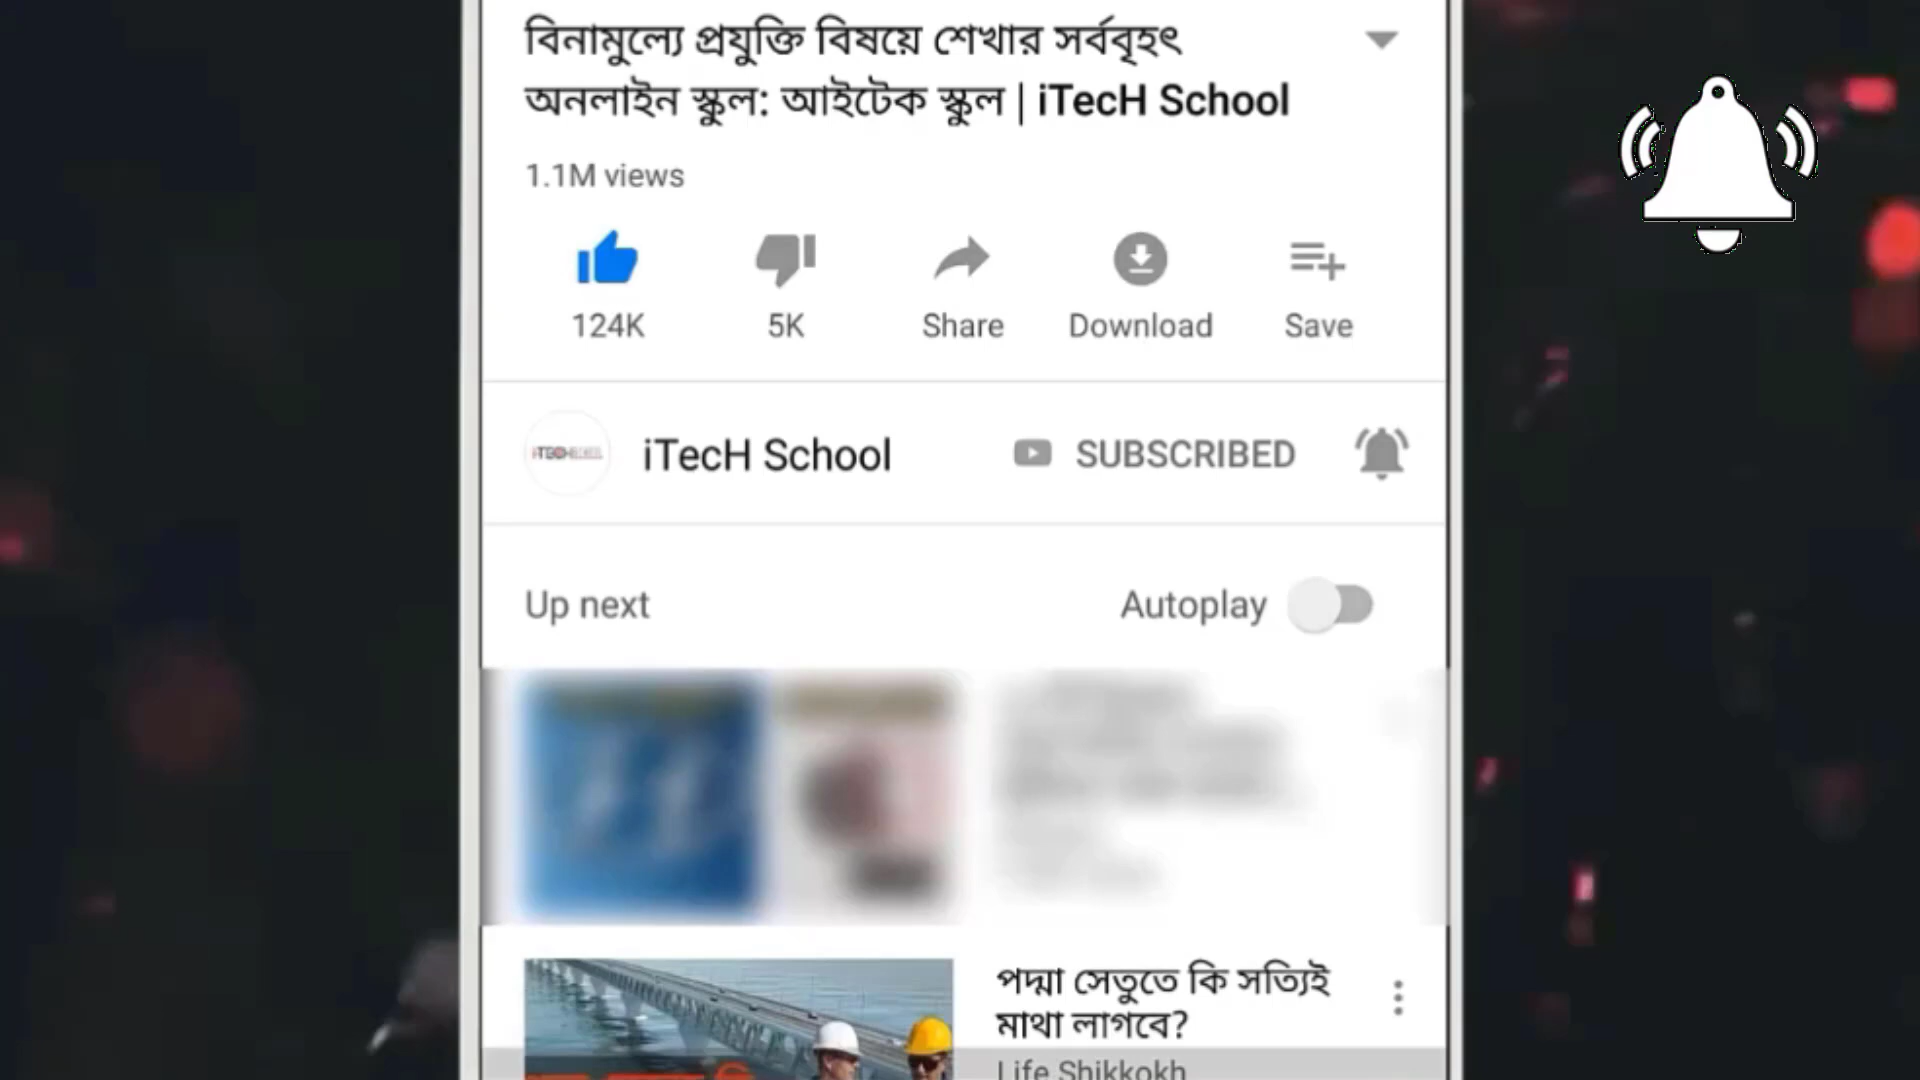 বিনামুল্যে প্রযুক্তি বিষয়ে শেখার সর্ববৃহৎ
অনলাইন স্কুল: আইটেক স্কুল | iTecH School
1.1M views
124K
5K
Share
Download
Save
iTecH School
SUBSCRIBED
Up next
Autoplay
পদ্মা সেতুতে কি সত্যিই
মাথা লাগবে?
Life Shikkokh